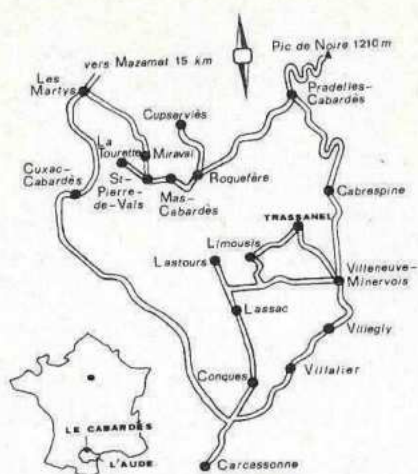 Pic de Noire 1210m
vers Mazamet 15 km
Les
Martys
Pradelles-
Cabardès
Cupserviès
La
Tourette
Miraval
Cuxac-
Cabardès
St-
Pierre-
de-Vals
Mas-
Cabardès
Roquefère
Cabrespine
TRASSANEL
Limousis
Lastours
Villeneuve-
Minervois
Lassac
Villegly
Conques
Villalier
LE CABARDÈS
L'AUDE
Carcassonne